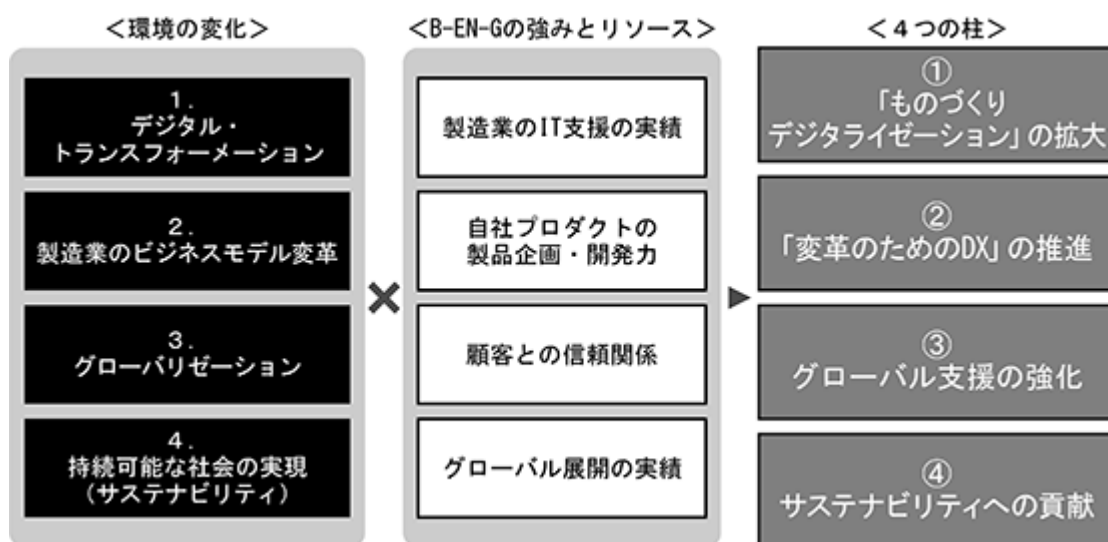 <環境の変化>
1.
デジタル・
トランスフォーメーション
2.
製造業のビジネスモデル変革
3.
グローバリゼーション
4.
持続可能な社会の実現
(サステナビリティ)
×
<B-EN-Gの強みとリソース>
製造業のIT支援の実績
自社プロダクトの
製品企画・開発力
顧客との信頼関係
グローバル展開の実績
<4つの柱>
①
「ものづくり
デジタライゼーション」の拡大
②
「変革のためのDX」の推進
③
グローバル支援の強化
④
サステナビリティへの貢献